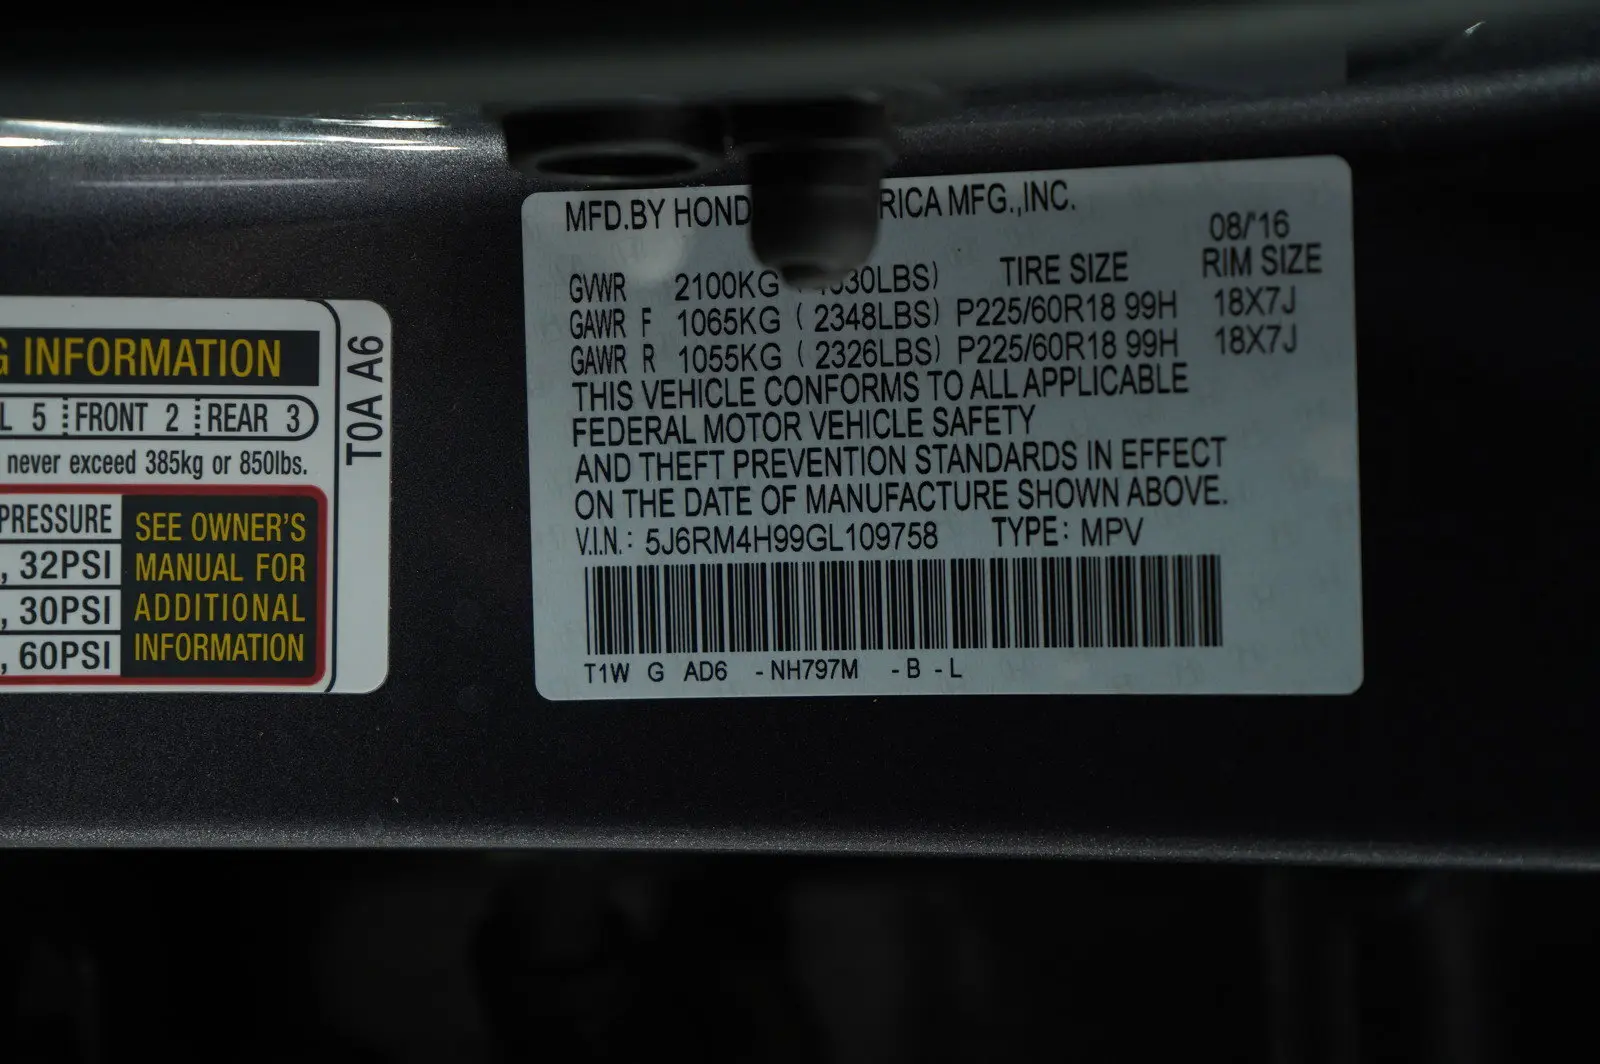 G INFORMATION
L 5 FRONT 2 REAR 3
never exceed 385kg or 850lbs.
PRESSURE
, 32PSI
, 30PSI
, 60PSI
SEE OWNER'S
MANUAL FOR
ADDITIONAL
INFORMATION
T0A A6
MFD.BY HOND RICA MFG.,INC.
08/'16
GVWR 2100KG 30LBS) TIRE SIZE RIM SIZE
GAWR F 1065KG ( 2348LBS) P225/60R18 99H 18X7J
GAWR R 1055KG ( 2326LBS) P225/60R18 99H 18X7J
THIS VEHICLE CONFORMS TO ALL APPLICABLE
FEDERAL MOTOR VEHICLE SAFETY
AND THEFT PREVENTION STANDARDS IN EFFECT
ON THE DATE OF MANUFACTURE SHOWN ABOVE.
V.I.N.: 5J6RM4H99GL109758 TYPE: MPV
T1W G AD6 -NH797M -B -L